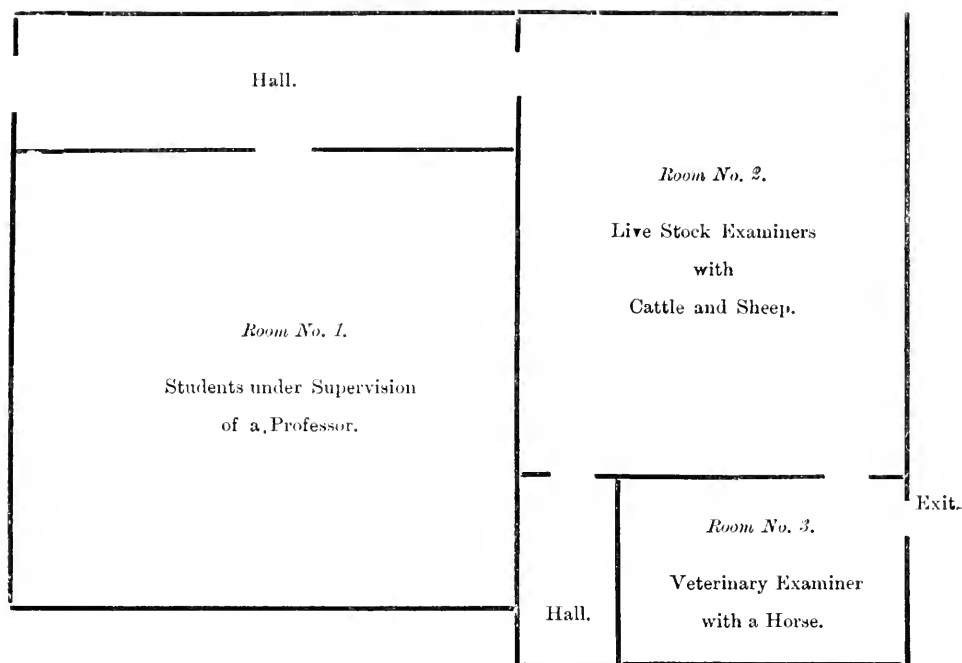 Hall.
Room No. 2.
Live Stock Examiners
with
Cattle and Sheep.
Room No. 1.
Students under Supervision
of a Professor.
Exit.
Room No. 3.
Veterinary Examiner
with a Horse.
Hall.